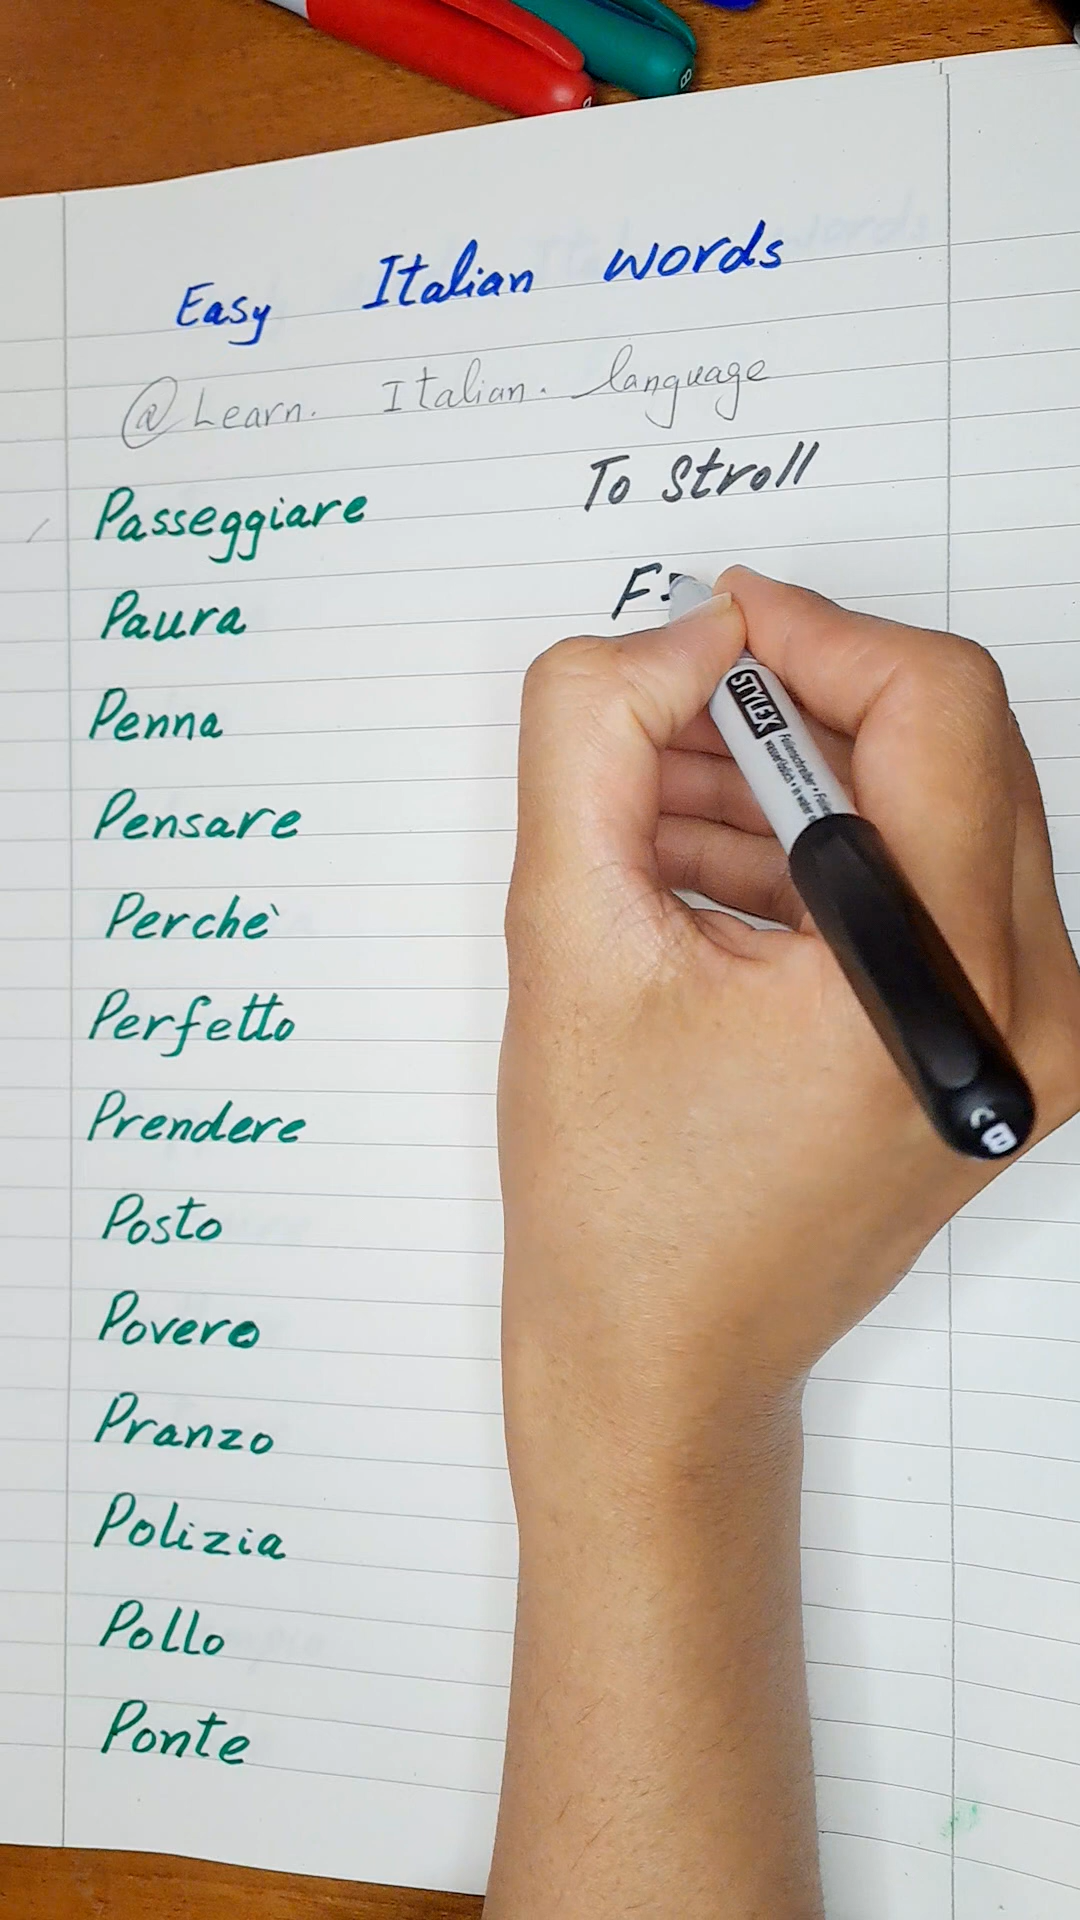 Easy Italian words
@Learn. Italian. language
Passeggiare To Stroll
Paura
Penna
Pensare
Perchè
Perfetto
Prendere
Posto
Povero
Pranzo
Polizia
Pollo
Ponte
STYLEX
B